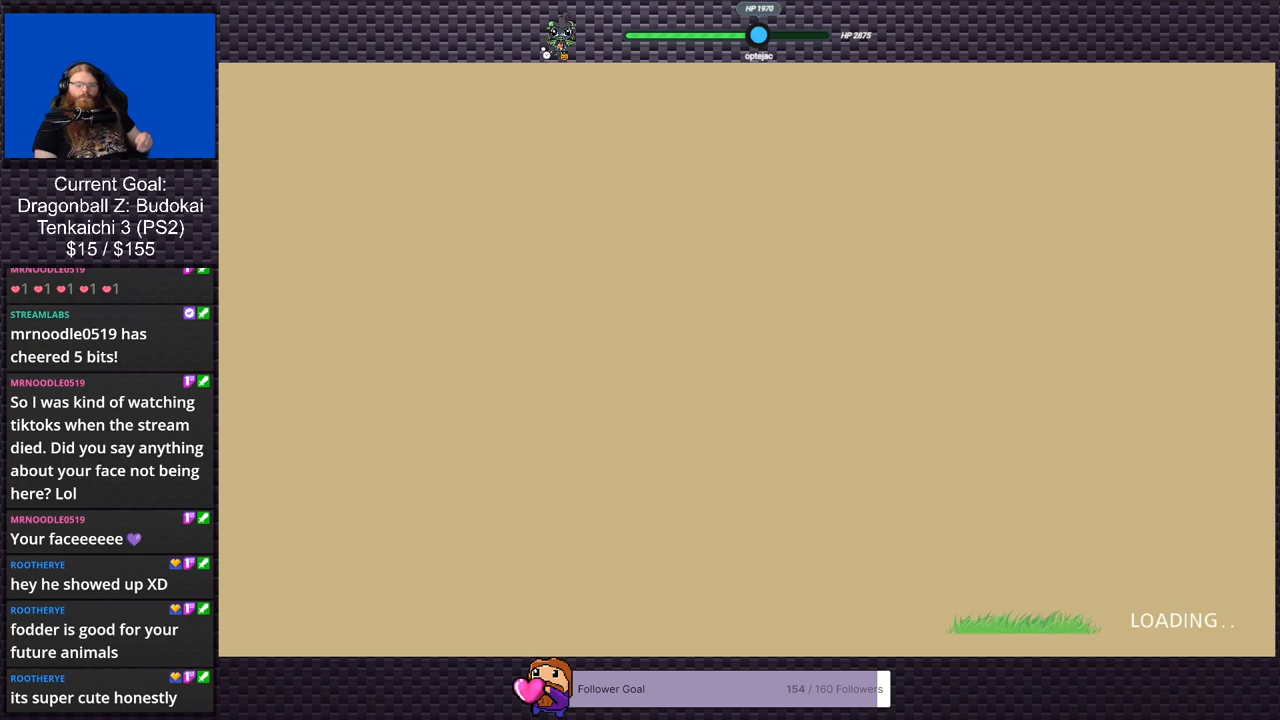 HP 1970
HP 2875
optejac
Current Goal:
Dragonball Z: Budokai
Tenkaichi 3 (PS2)
$15 / $155
MRNOODLE0519
1 1 1 1 1
STREAMLABS
mrnoodle0519 has
cheered 5 bits!
MRNOODLE0519
So I was kind of watching
tiktoks when the stream
died. Did you say anything
about your face not being
here? Lol
MRNOODLE0519
Your faceeeeee 💜
ROOTHERYE
hey he showed up XD
ROOTHERYE
fodder is good for your
future animals
ROOTHERYE
its super cute honestly
LOADING..
Follower Goal
154 / 160 Followers